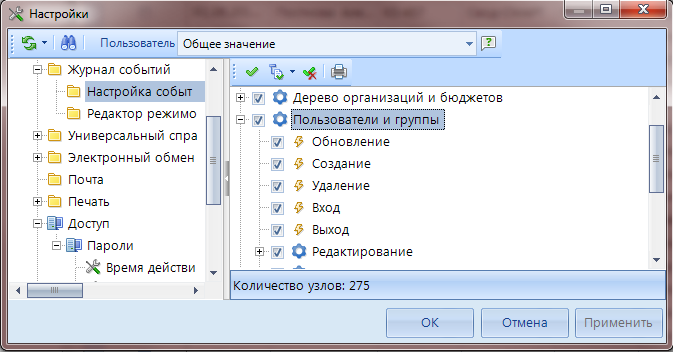 Настройки
Пользователь Общее значение
Журнал событий
Настройка событ
Редактор режимо
Универсальный спра
Электронный обмен
Почта
Печать
Доступ
Пароли
Время действи
Дерево организаций и бюджетов
Пользователи и группы
Обновление
Создание
Удаление
Вход
Выход
Редактирование
Количество узлов: 275
ОК
Отмена
Применить